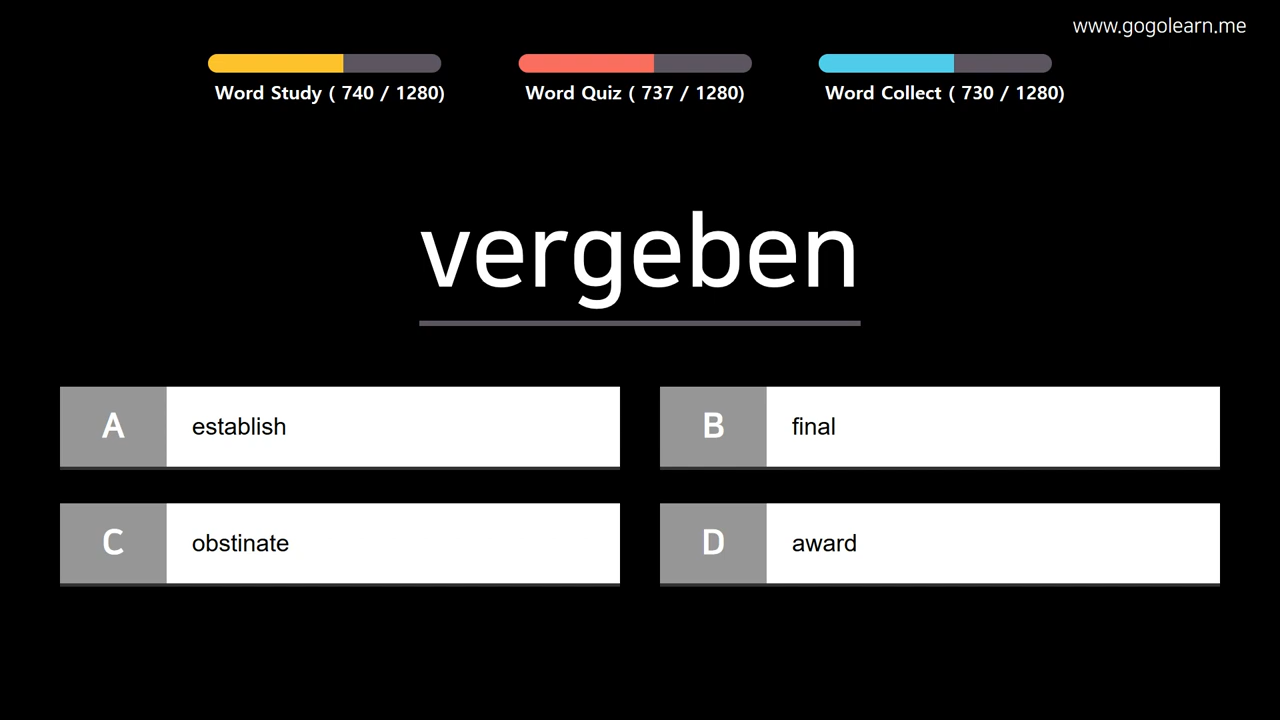 www.gogolearn.me
Word Study ( 740 / 1280)
Word Quiz ( 737 / 1280)
Word Collect ( 730 / 1280)
vergeben
A establish
B final
C obstinate
D award